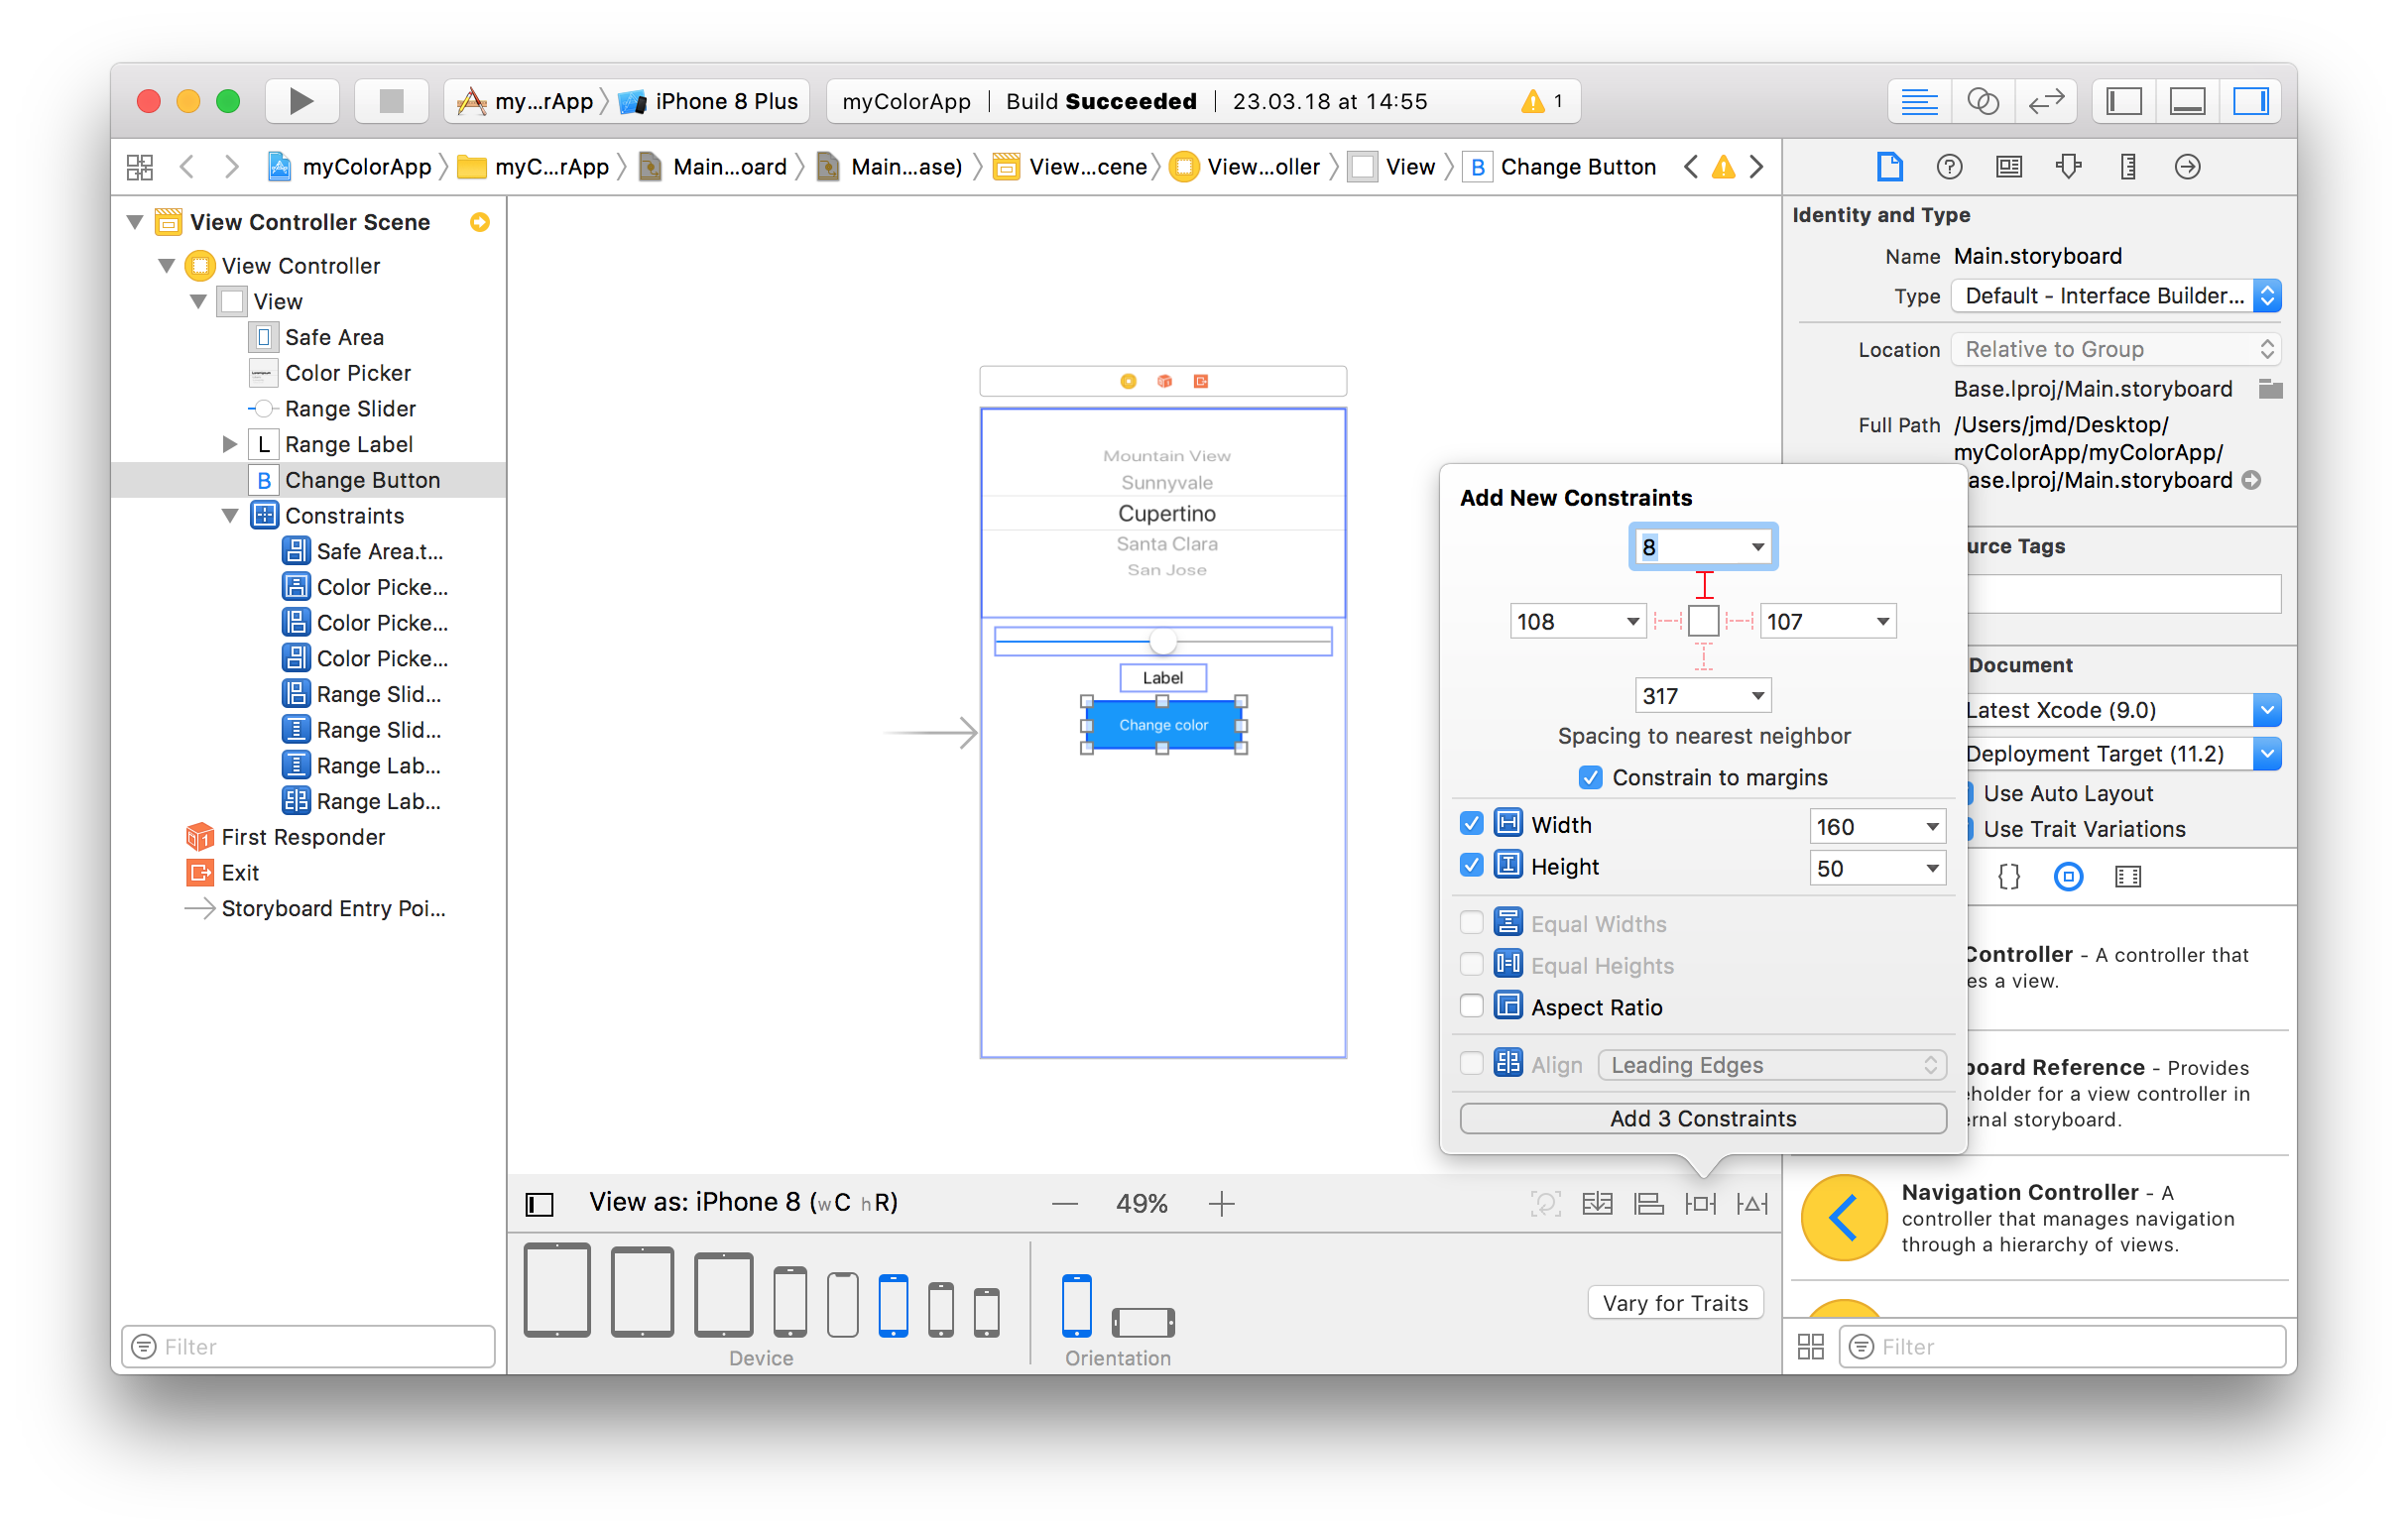 my...rApp
iPhone 8 Plus
myColorApp | Build Succeeded | 23.03.18 at 14:55
1
myColorApp
myC...rApp
Main...oard
Main...ase)
View...cene
View...oller
View
B
Change Button
View Controller Scene
View Controller
View
Safe Area
Color Picker
Range Slider
L Range Label
B Change Button
Constraints
Safe Area.t...
Color Picke...
Color Picke...
Color Picke...
Range Slid...
Range Slid...
Range Lab...
Range Lab...
First Responder
Exit
Storyboard Entry Poi...
Filter
Mountain View
Sunnyvale
Cupertino
Santa Clara
San Jose
Label
Change color
Add New Constraints
8
108
107
317
Spacing to nearest neighbor
Constrain to margins
Width 160
Height 50
Equal Widths
Equal Heights
Aspect Ratio
Align Leading Edges
Add 3 Constraints
View as: iPhone 8 (wC hR)
49%
Device
Orientation
Vary for Traits
Identity and Type
Name Main.storyboard
Type Default - Interface Builder...
Location Relative to Group
Base.lproj/Main.storyboard
Full Path /Users/jmd/Desktop/
myColorApp/myColorApp/
ase.lproj/Main.storyboard
urce Tags
Document
Latest Xcode (9.0)
Deployment Target (11.2)
Use Auto Layout
Use Trait Variations
{}
Controller - A controller that
es a view.
board Reference - Provides
eholder for a view controller in
ernal storyboard.
Navigation Controller - A
controller that manages navigation
through a hierarchy of views.
Filter